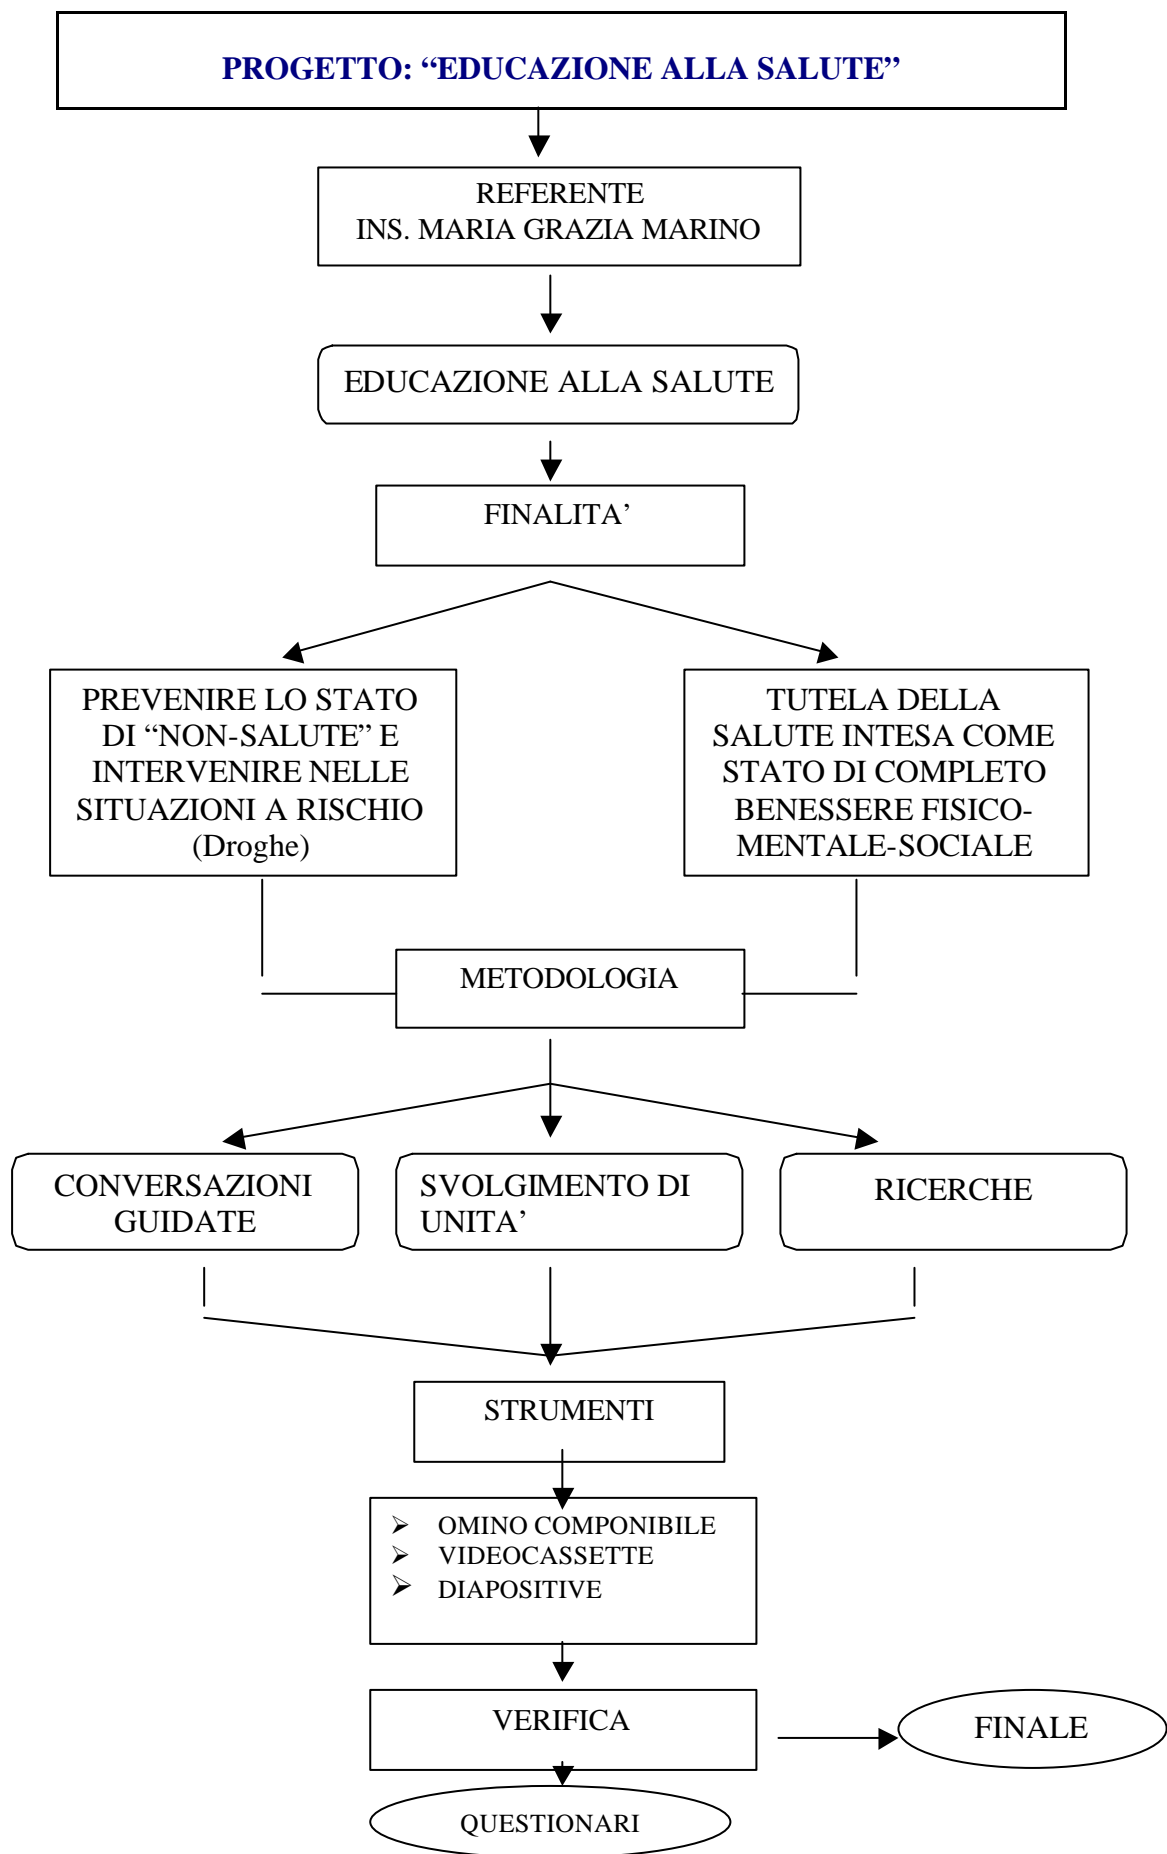 PROGETTO: “EDUCAZIONE ALLA SALUTE”
REFERENTE
INS. MARIA GRAZIA MARINO
EDUCAZIONE ALLA SALUTE
FINALITA’
PREVENIRE LO STATO
DI “NON-SALUTE” E
INTERVENIRE NELLE
SITUAZIONI A RISCHIO
(Droghe)
TUTELA DELLA
SALUTE INTESA COME
STATO DI COMPLETO
BENESSERE FISICO-
MENTALE-SOCIALE
METODOLOGIA
CONVERSAZIONI
GUIDATE
SVOLGIMENTO DI
UNITA’
RICERCHE
STRUMENTI
➢ OMINO COMPONIBILE
➢ VIDEOCASSETTE
➢ DIAPOSITIVE
VERIFICA
FINALE
QUESTIONARI